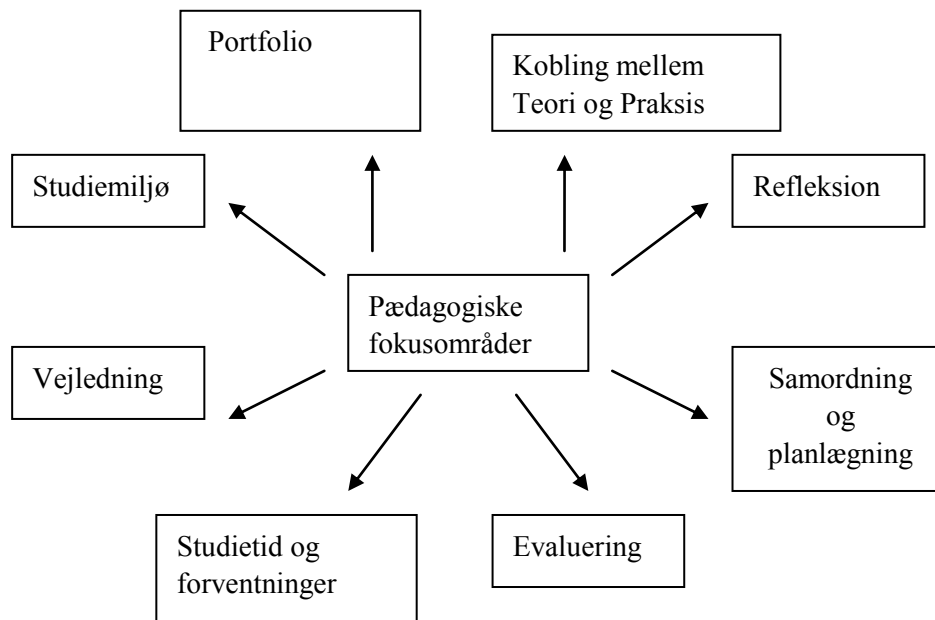 Portfolio
Kobling mellem
Teori og Praksis
Studiemiljø
Refleksion
Pædagogiske
fokusområder
Vejledning
Samordning
og
planlægning
Studietid og
forventninger
Evaluering